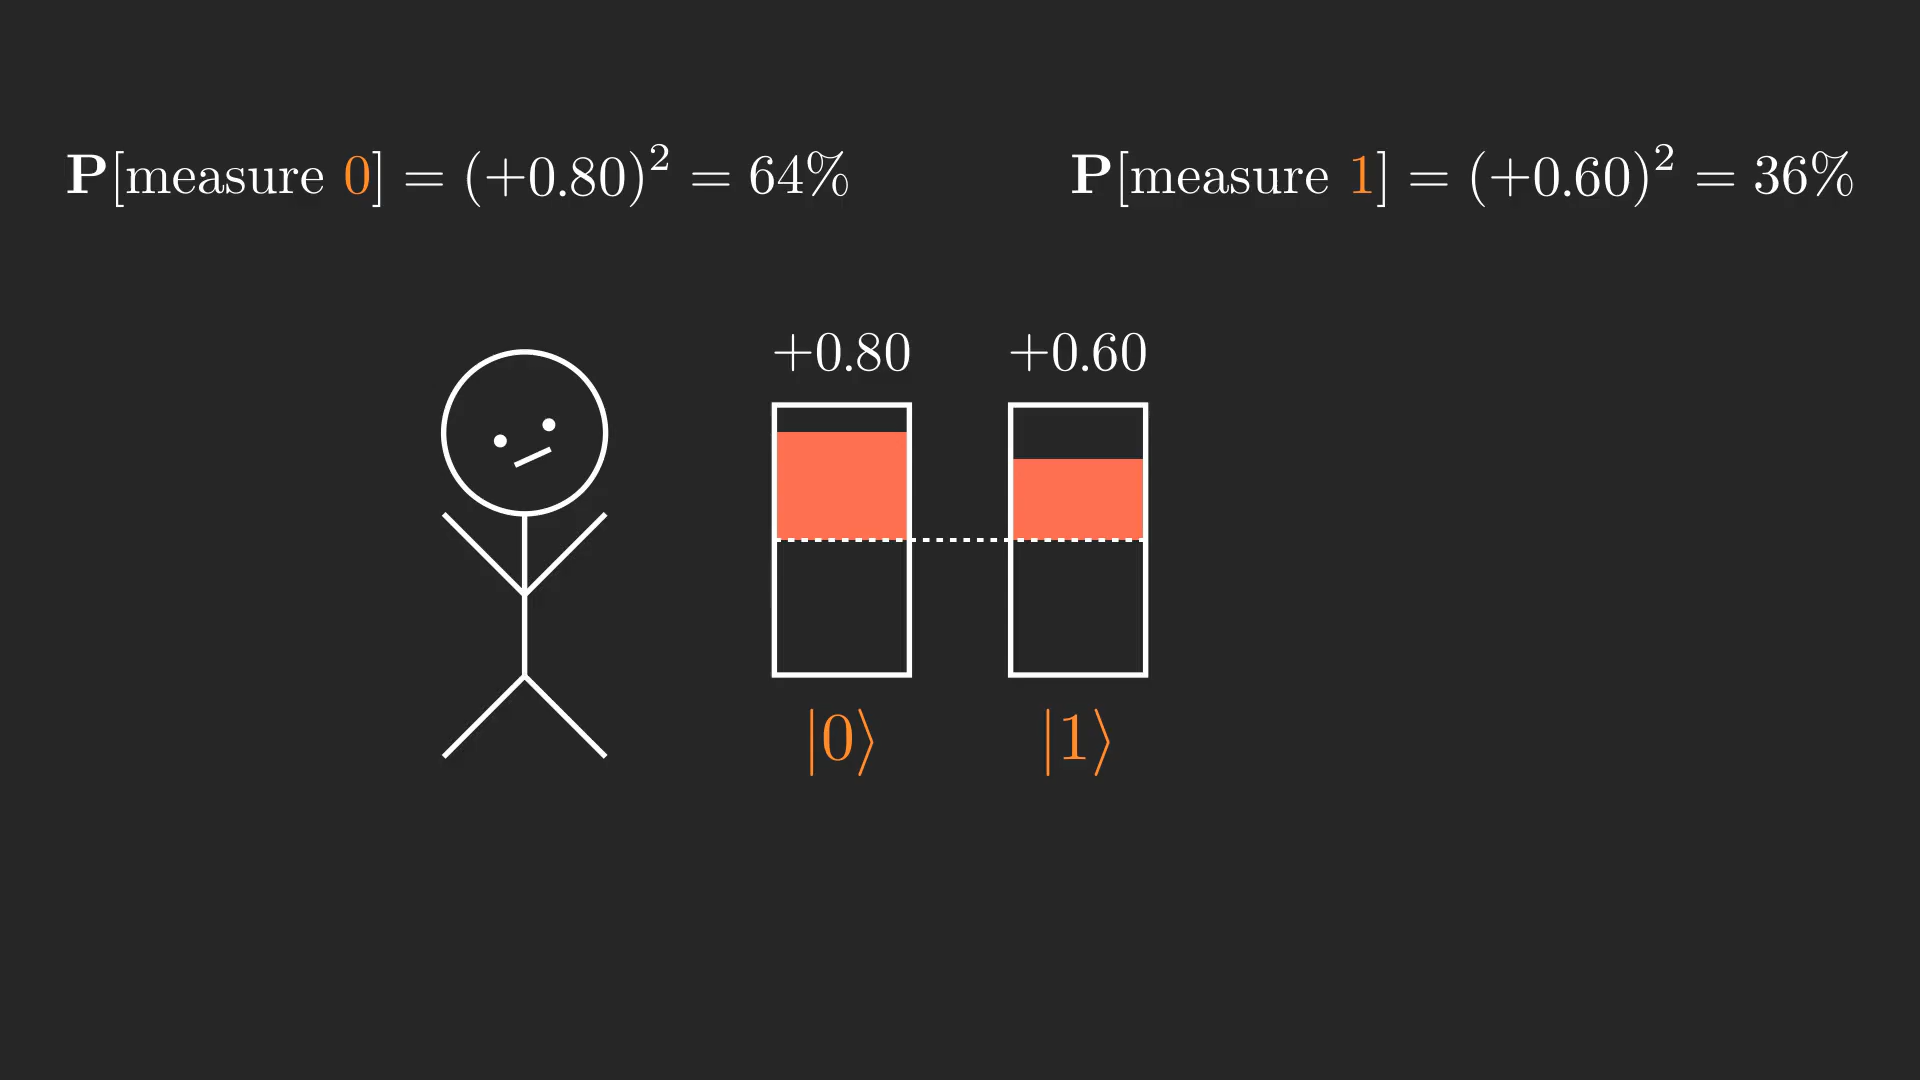 P[measure 0] = (+0.80)² = 64%
P[measure 1] = (+0.60)² = 36%
+0.80
+0.60
|0⟩
|1⟩